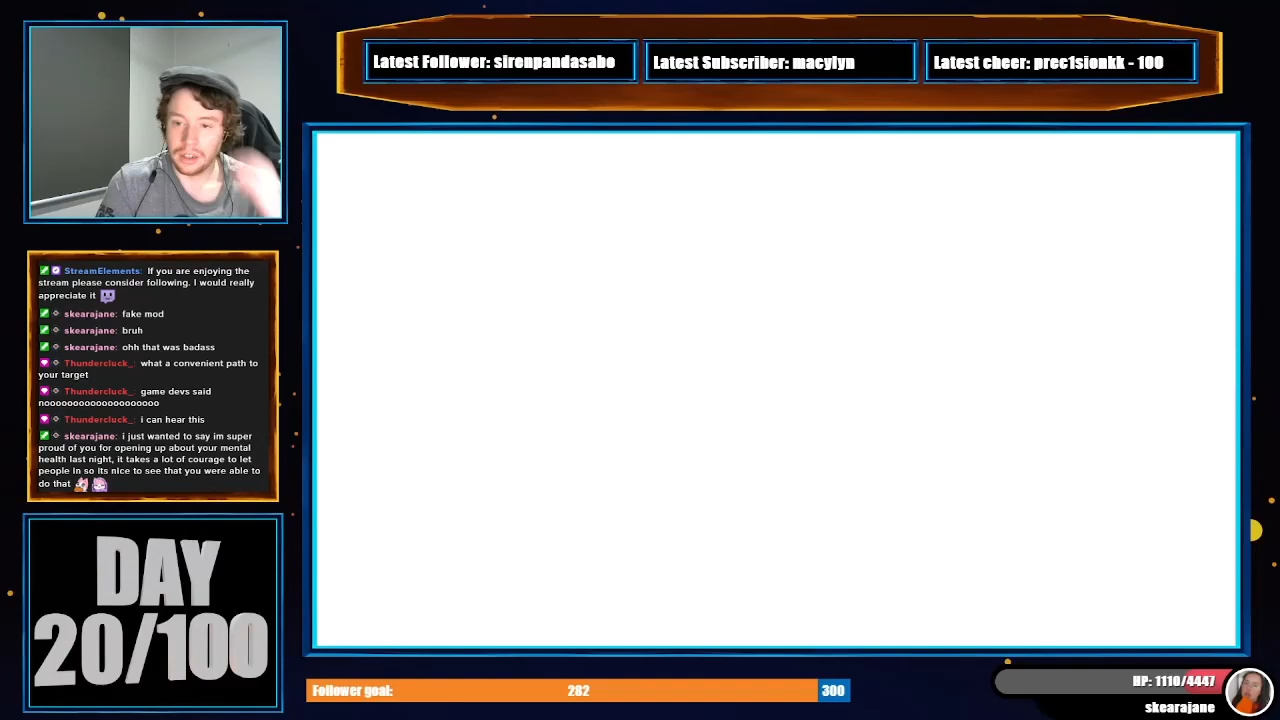 Latest Follower: sirenpandasabo
Latest Subscriber: macylyn
Latest cheer: prec1sionkk - 100
StreamElements: If you are enjoying the
stream please consider following. I would really
appreciate it
skearajane: fake mod
skearajane: bruh
skearajane: ohh that was badass
Thundercluck_: what a convenient path to
your target
Thundercluck_: game devs said
noooooooooooooooooooo
Thundercluck_: i can hear this
skearajane: i just wanted to say im super
proud of you for opening up about your mental
health last night, it takes a lot of courage to let
people in so its nice to see that you were able to
do that
DAY
20/100
Follower goal: 282 300
HP: 1110/4447
skearajane